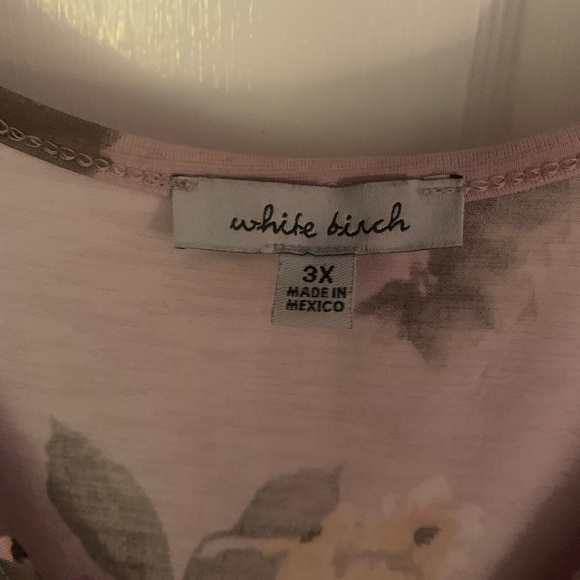 white birch
3X
MADE IN
MEXICO